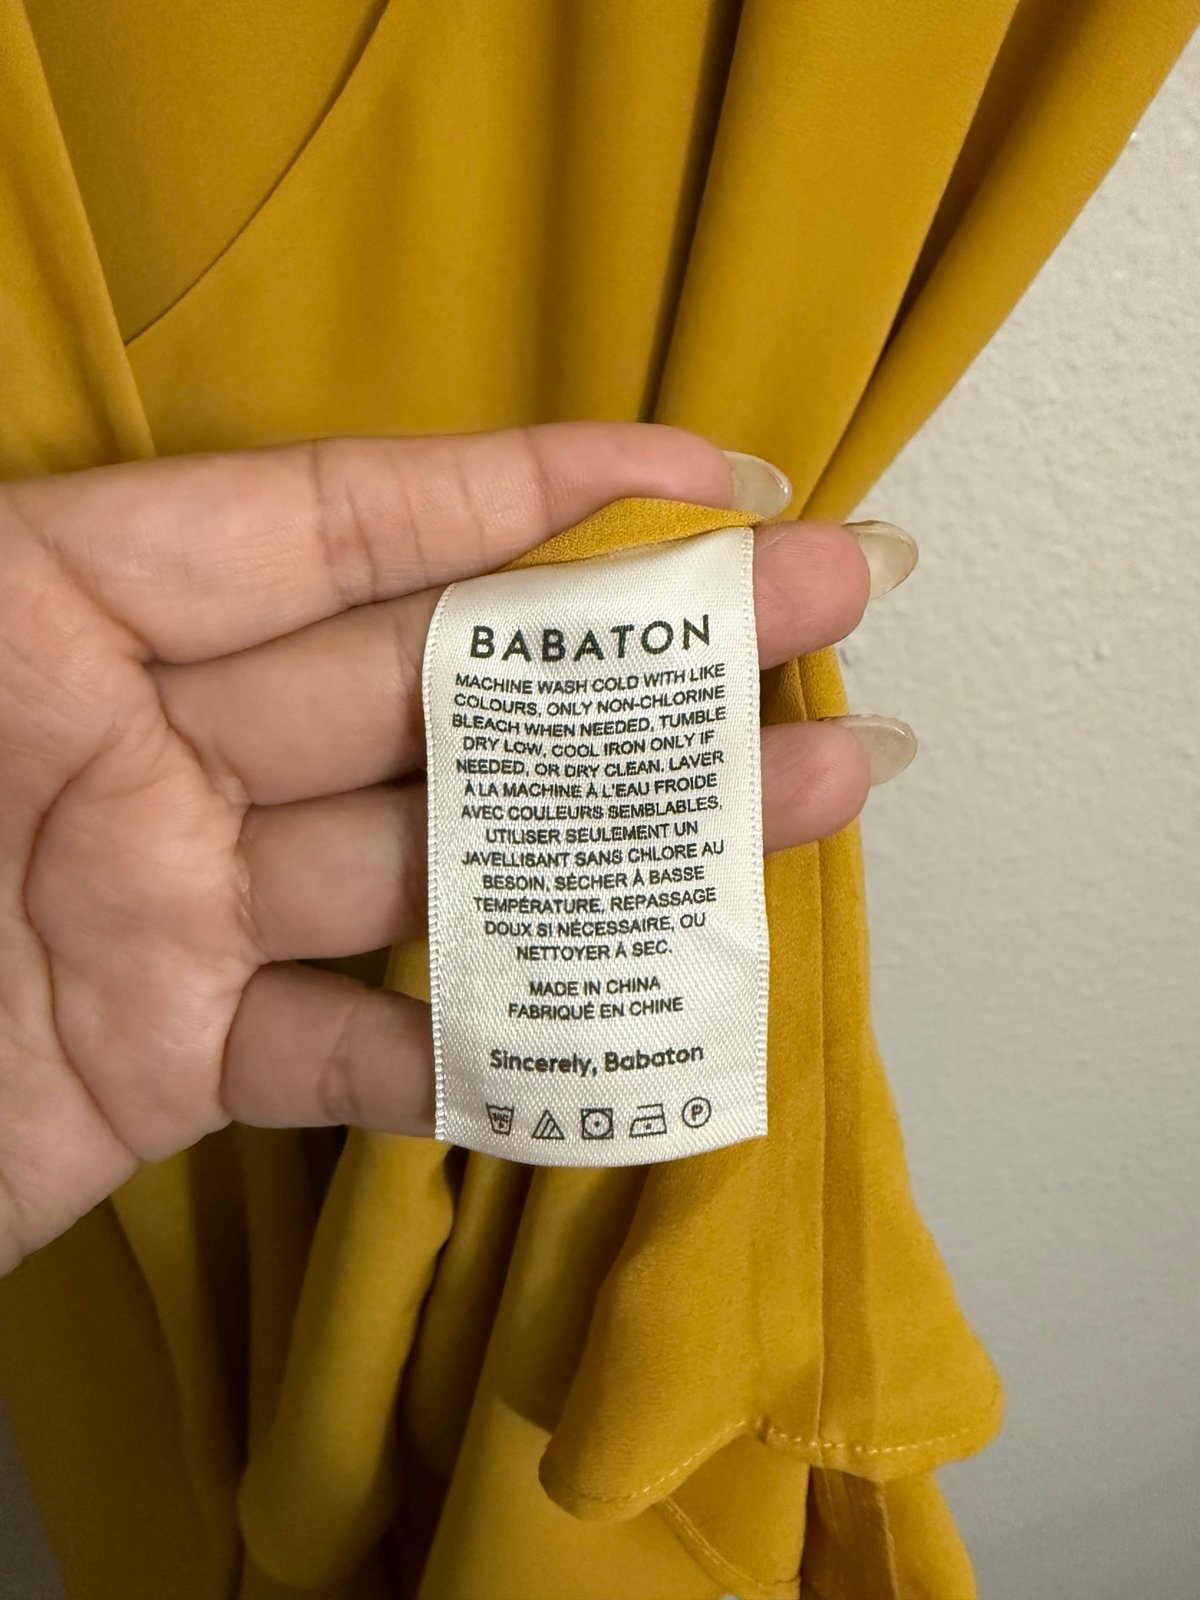 BABATON
MACHINE WASH COLD WITH LIKE
COLOURS, ONLY NON-CHLORINE
BLEACH WHEN NEEDED, TUMBLE
DRY LOW, COOL IRON ONLY IF
NEEDED, OR DRY CLEAN. LAVER
À LA MACHINE À L'EAU FROIDE
AVEC COULEURS SEMBLABLES,
UTILISER SEULEMENT UN
JAVELLISANT SANS CHLORE AU
BESOIN, SÉCHER À BASSE
TEMPÉRATURE, REPASSAGE
DOUX SI NÉCESSAIRE, OU
NETTOYER À SEC.
MADE IN CHINA
FABRIQUÉ EN CHINE
Sincerely, Babaton
P